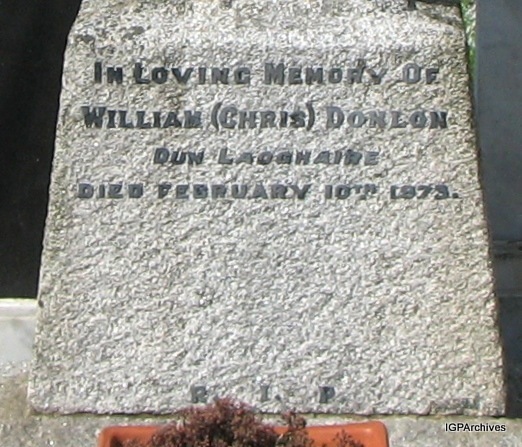 In Loving Memory Of
William (Chris) Donlon
Dun Laoghaire
Died February 10th 1973.
R. I. P
IGPArchives